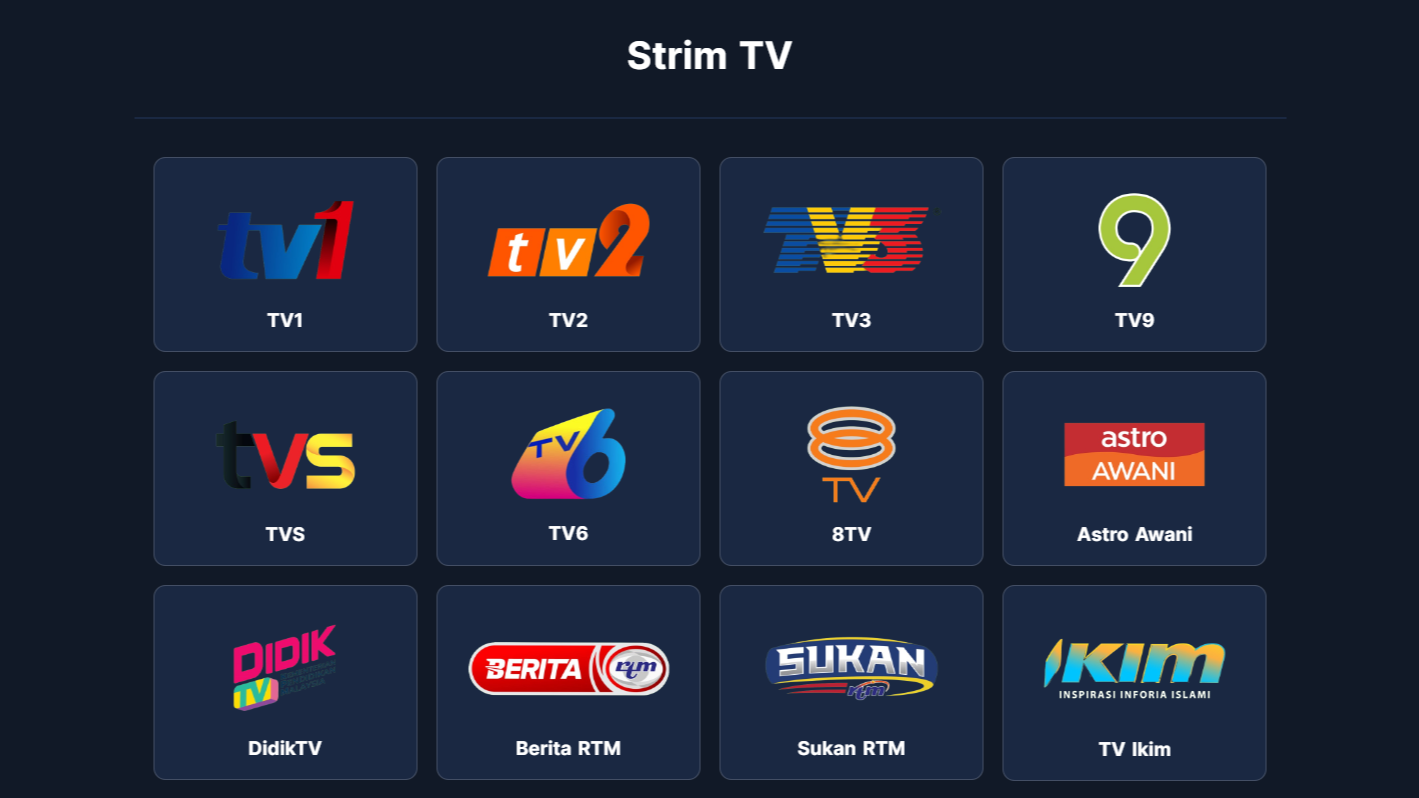 Strim TV
tv1
tv2
TV3
9
TV1
TV2
TV3
TV9
tvs
TV6
8
TV
astro
AWANI
TVS
TV6
8TV
Astro Awani
DIDIK
TV
BERITA rtm
SUKAN
rtm
IKIM
INSPIRASI INFORIA ISLAMI
DidikTV
Berita RTM
Sukan RTM
TV Ikim